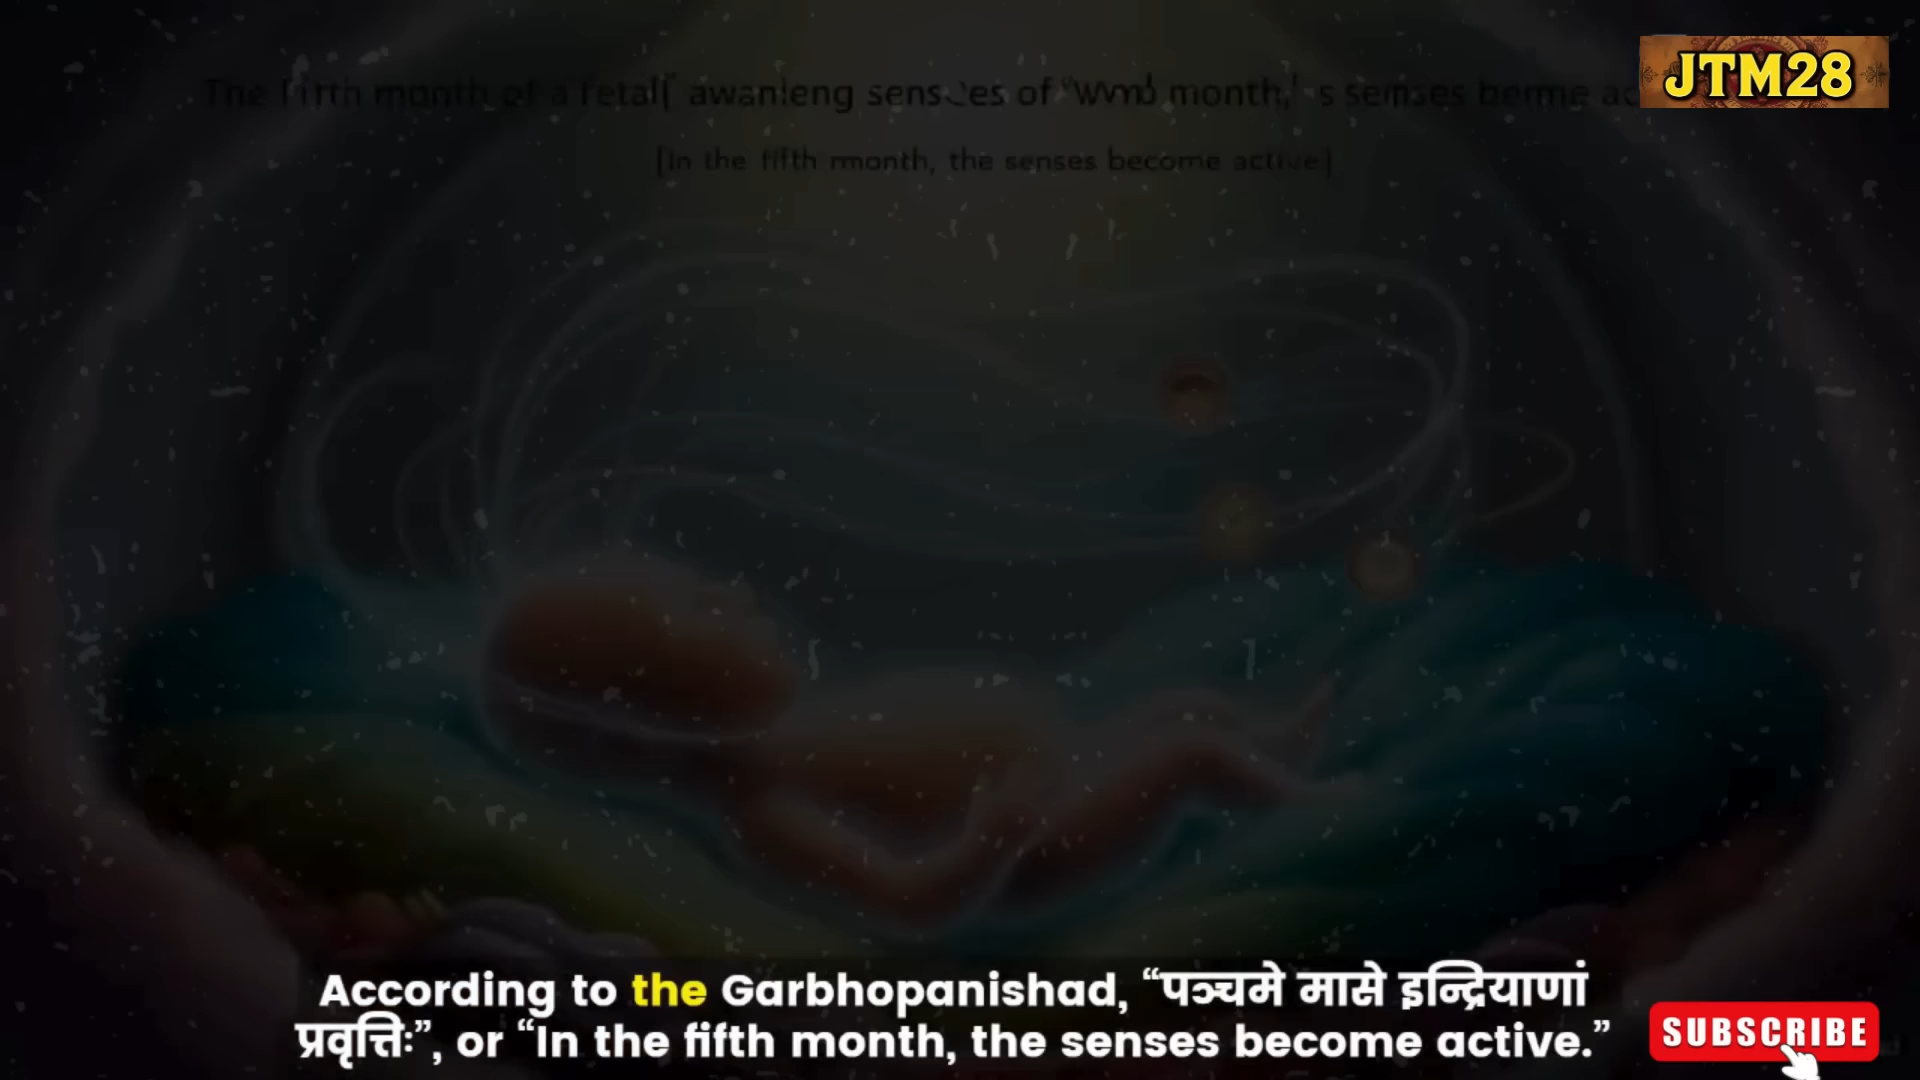 JTM28
[In the fifth month, the senses become active]
According to the Garbhopanishad, “पञ्चमे मासे इन्द्रियाणां
प्रवृत्तिः”, or “In the fifth month, the senses become active.”
SUBSCRIBE